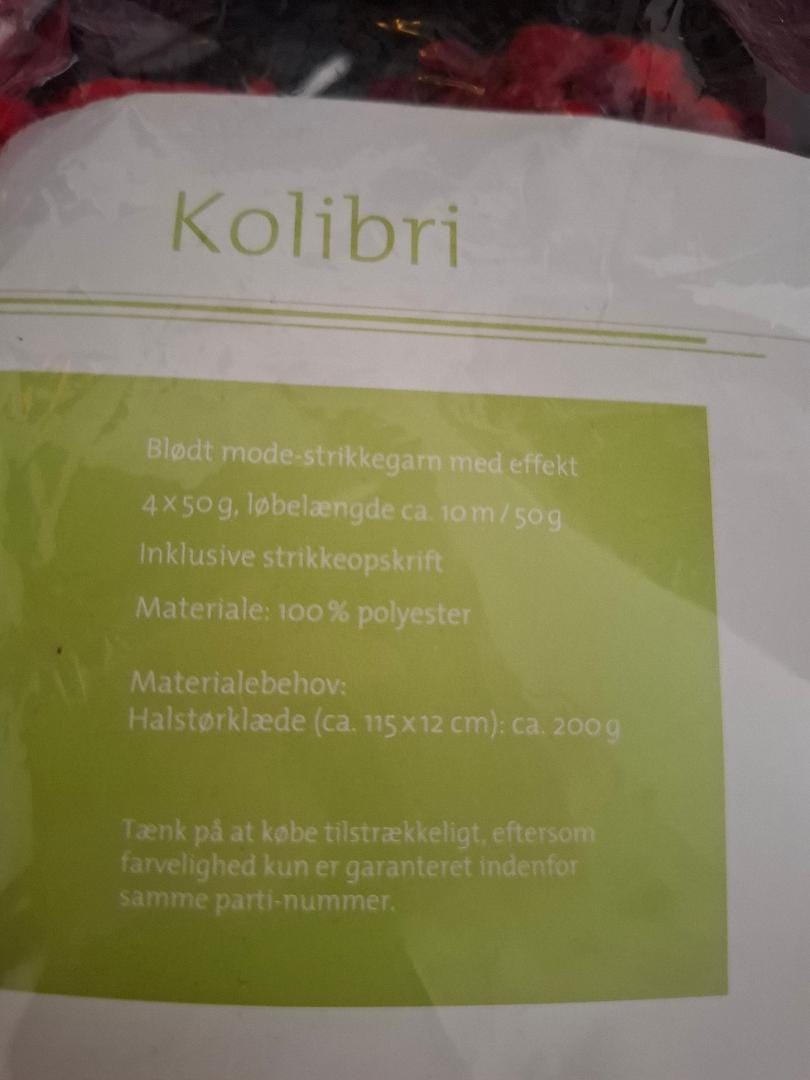 Kolibri
Blødt mode-strikkegarn med effekt
4 x 50 g, løbelængde ca. 10 m / 50 g
Inklusive strikkeopskrift
Materiale: 100 % polyester
Materialebehov:
Halstørklæde (ca. 115 x 12 cm): ca. 200 g
Tænk på at købe tilstrækkeligt, eftersom
farvelighed kun er garanteret indenfor
samme parti-nummer.